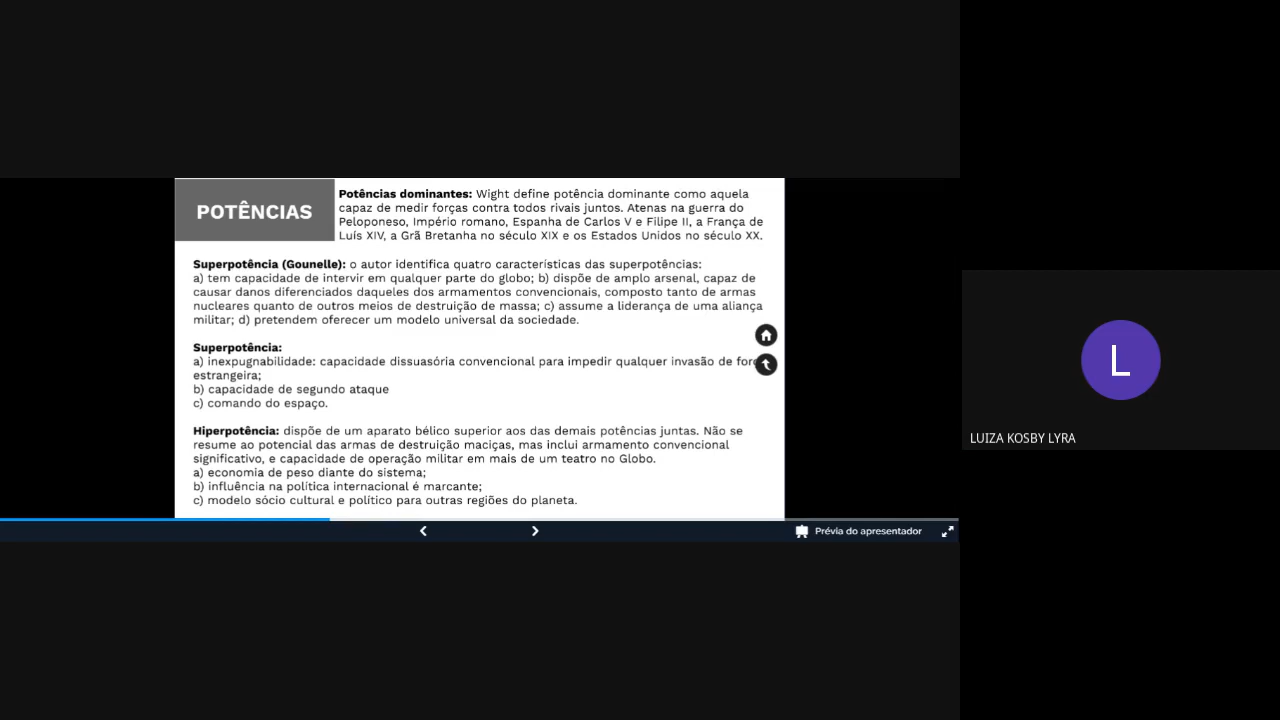 POTÊNCIAS
Potências dominantes: Wight define potência dominante como aquela
capaz de medir forças contra todos rivais juntos. Atenas na guerra do
Peloponeso, Império romano, Espanha de Carlos V e Filipe II, a França de
Luís XIV, a Grã Bretanha no século XIX e os Estados Unidos no século XX.
Superpotência (Gounelle): o autor identifica quatro características das superpotências:
a) tem capacidade de intervir em qualquer parte do globo; b) dispõe de amplo arsenal, capaz de
causar danos diferenciados daqueles dos armamentos convencionais, composto tanto de armas
nucleares quanto de outros meios de destruição de massa; c) assume a liderança de uma aliança
militar; d) pretendem oferecer um modelo universal da sociedade.
Superpotência:
a) inexpugnabilidade: capacidade dissuasória convencional para impedir qualquer invasão de
estrangeira;
b) capacidade de segundo ataque
c) comando do espaço.
Hiperpotência: dispõe de um aparato bélico superior aos das demais potências juntas. Não se
resume ao potencial das armas de destruição maciças, mas inclui armamento convencional
significativo, e capacidade de operação militar em mais de um teatro no Globo.
a) economia de peso diante do sistema;
b) influência na política internacional é marcante;
c) modelo sócio cultural e político para outras regiões do planeta.
Prévia do apresentador
L
LUIZA KOSBY LYRA